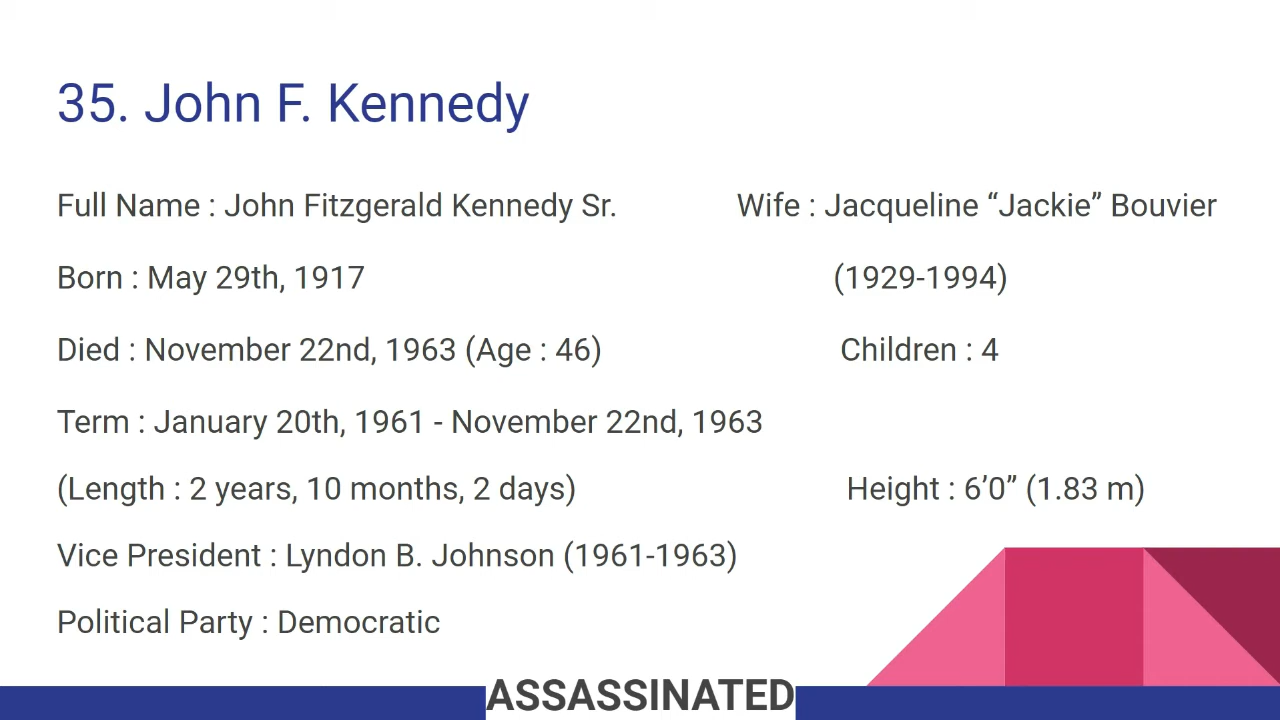 35. John F. Kennedy
Full Name : John Fitzgerald Kennedy Sr.
Wife : Jacqueline “Jackie” Bouvier
Born : May 29th, 1917
(1929-1994)
Died : November 22nd, 1963 (Age : 46)
Children : 4
Term : January 20th, 1961 - November 22nd, 1963
(Length : 2 years, 10 months, 2 days)
Height : 6’0” (1.83 m)
Vice President : Lyndon B. Johnson (1961-1963)
Political Party : Democratic
ASSASSINATED